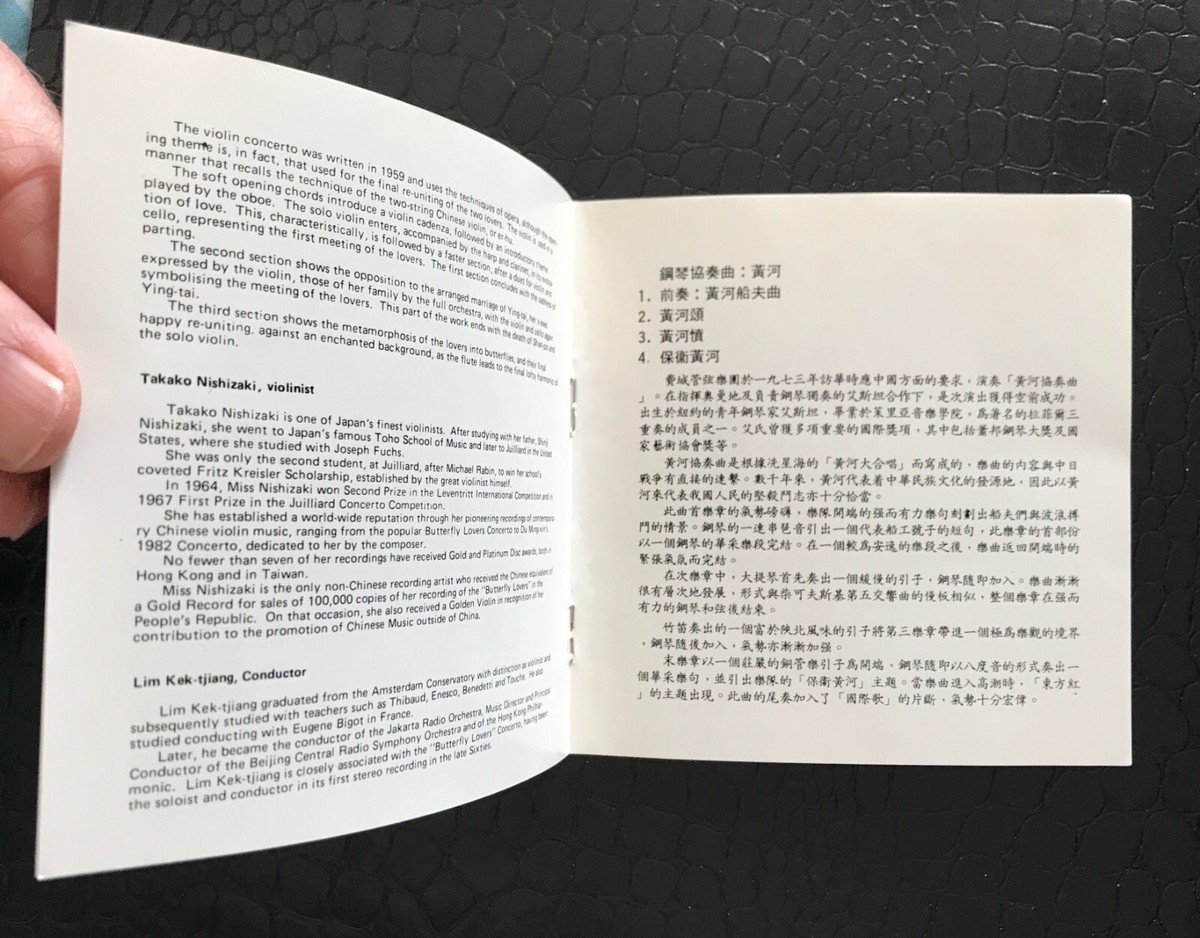 The violin concerto was written in 1959 and uses the techniques of opera, although the open-
ing theme is, in fact, that used for the final re-uniting of the two lovers. The violin is used in a
manner that recalls the technique of the two-string Chinese violin, or er-hu.
The soft opening chords introduce a violin cadenza, followed by an introductory theme
played by the oboe. The solo violin enters, accompanied by the harp and clarinet, in
tion of love. This, characteristically, is followed by a faster section, after a duet for violin and
cello, representing the first meeting of the lovers. The first section concludes with the sadness of
parting.
The second section shows the opposition to the arranged marriage of Ying-tai, her views
expressed by the violin, those of her family by the full orchestra, with the violin and cello again
symbolising the meeting of the lovers. This part of the work ends with the death of Shan-po and
Ying-tai.
The third section shows the metamorphosis of the lovers into butterflies, and their final
happy re-uniting, against an enchanted background, as the flute leads to the final lofty harmonic of
the solo violin.
Takako Nishizaki, violinist
Takako Nishizaki is one of Japan's finest violinists. After studying with her father, Shinji
Nishizaki, she went to Japan's famous Toho School of Music and later to Juilliard in the United
States, where she studied with Joseph Fuchs.
She was only the second student, at Juilliard, after Michael Rabin, to win her school's
coveted Fritz Kreisler Scholarship, established by the great violinist himself.
In 1964, Miss Nishizaki won Second Prize in the Leventritt International Competition and in
1967 First Prize in the Juilliard Concerto Competition.
She has established a world-wide reputation through her pioneering recordings of contempora-
ry Chinese violin music, ranging from the popular Butterfly Lovers Concerto to Du Ming-xin's
1982 Concerto, dedicated to her by the composer.
No fewer than seven of her recordings have received Gold and Platinum Disc awards, both in
Hong Kong and in Taiwan.
Miss Nishizaki is the only non-Chinese recording artist who received the Chinese equivalent of
a Gold Record for sales of 100,000 copies of her recording of the "Butterfly Lovers" in the
People's Republic. On that occasion, she also received a Golden Violin in recognition of her
contribution to the promotion of Chinese Music outside of China.
Lim Kek-tjiang, Conductor
Lim Kek-tjiang graduated from the Amsterdam Conservatory with distinction as violinist and
subsequently studied with teachers such as Thibaud, Enesco, Benedetti and Touche. He also
studied conducting with Eugene Bigot in France.
Later, he became the conductor of the Jakarta Radio Orchestra, Music Director and Principal
Conductor of the Beijing Central Radio Symphony Orchestra and of the Hong Kong Philhar-
monic. Lim Kek-tjiang is closely associated with the "Butterfly Lovers" Concerto, having been
the soloist and conductor in its first stereo recording in the late Sixties.
鋼琴協奏曲：黃河
1. 前奏：黃河船夫曲
2. 黃河頌
3. 黃河憤
4. 保衛黃河
費城管弦樂團於一九七三年訪華時應中國方面的要求，演奏「黃河協奏曲
」。在指揮奧曼地及負責鋼琴獨奏的艾斯坦合作下，是次演出獲得空前成功。
出生於紐約的青年鋼琴家艾斯坦，畢業於茱里亞音樂學院，爲著名的拉菲爾三
重奏的成員之一。艾氏曾獲多項重要的國際獎項，其中包括蕭邦鋼琴大獎及國
家藝術協會獎等。
黃河協奏曲是根據冼星海的「黃河大合唱」而寫成的，樂曲的內容與中日
戰爭有直接的連繫。數千年來，黃河代表着中華民族文化的發源地，因此以黃
河來代表我國人民的堅毅鬥志亦十分恰當。
此曲首樂章的氣勢磅礴，樂隊開端的强而有力樂句刻劃出船夫們與波浪搏
鬥的情景。鋼琴的一連串琶音引出一個代表船工號子的短句，此樂章的首部份
以一個鋼琴的華采樂段完結。在一個較爲安逸的樂段之後，樂曲返回開端時的
緊張氣氛而完結。
在次樂章中，大提琴首先奏出一個緩慢的引子，鋼琴隨即加入。樂曲漸漸
很有層次地發展，形式與柴可夫斯基第五交響曲的慢板相似，整個樂章在强而
有力的鋼琴和弦後結束。
竹笛奏出的一個富於陝北風味的引子將第三樂章帶進一個極爲樂觀的境界
，鋼琴隨後加入，氣勢亦漸漸加强。
末樂章以一個莊嚴的銅管樂引子爲開端，鋼琴隨即以八度音的形式奏出一
個華采樂句，並引出樂隊的「保衛黃河」主題。當樂曲進入高潮時，「東方紅
」的主題出現。此曲的尾奏加入了「國際歌」的片斷，氣勢十分宏偉。